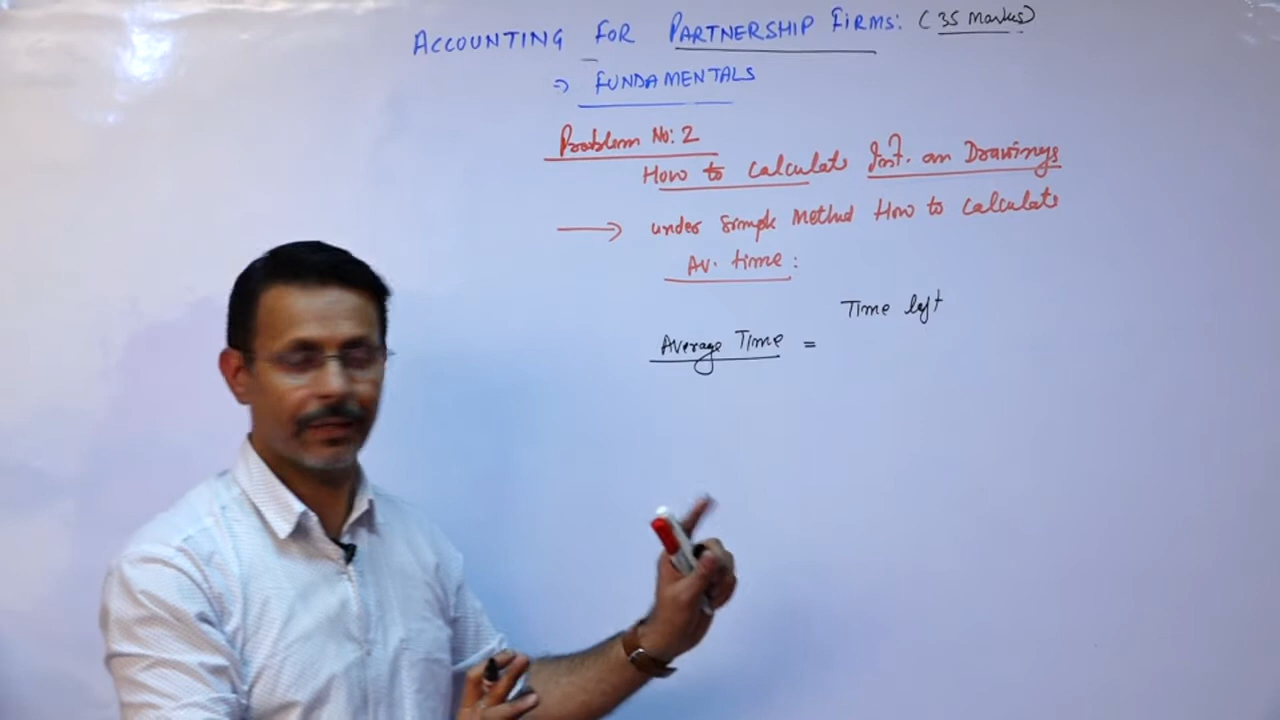 ACCOUNTING FOR PARTNERSHIP FIRMS: (35 Marks)
⇒ FUNDAMENTALS
Problem No: 2
How to Calculate Int. on Drawings
→ under Simple Method How to Calculate
Av. time:
Time left
Average Time =